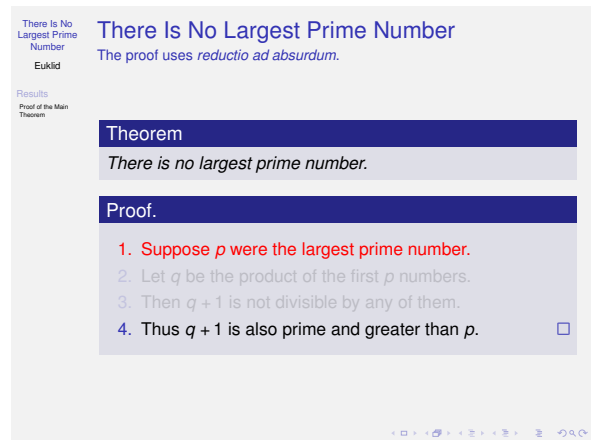 There Is No
Largest Prime
Number
Euklid
Results
Proof of the Main
Theorem
There Is No Largest Prime Number
The proof uses reductio ad absurdum.
Theorem
There is no largest prime number.
Proof.
1. Suppose p were the largest prime number.
2. Let q be the product of the first p numbers.
3. Then q + 1 is not divisible by any of them.
4. Thus q + 1 is also prime and greater than p.